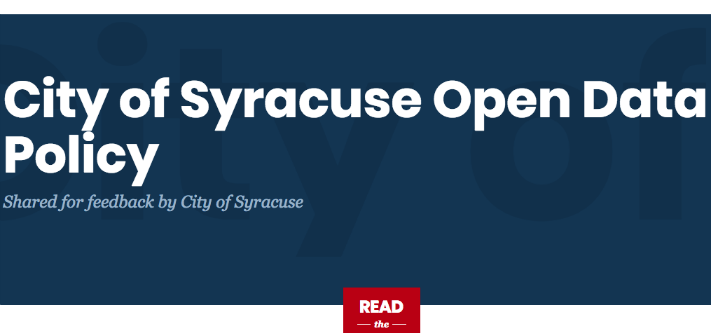 City of Syracuse Open Data
Policy
Shared for feedback by City of Syracuse
READ
the